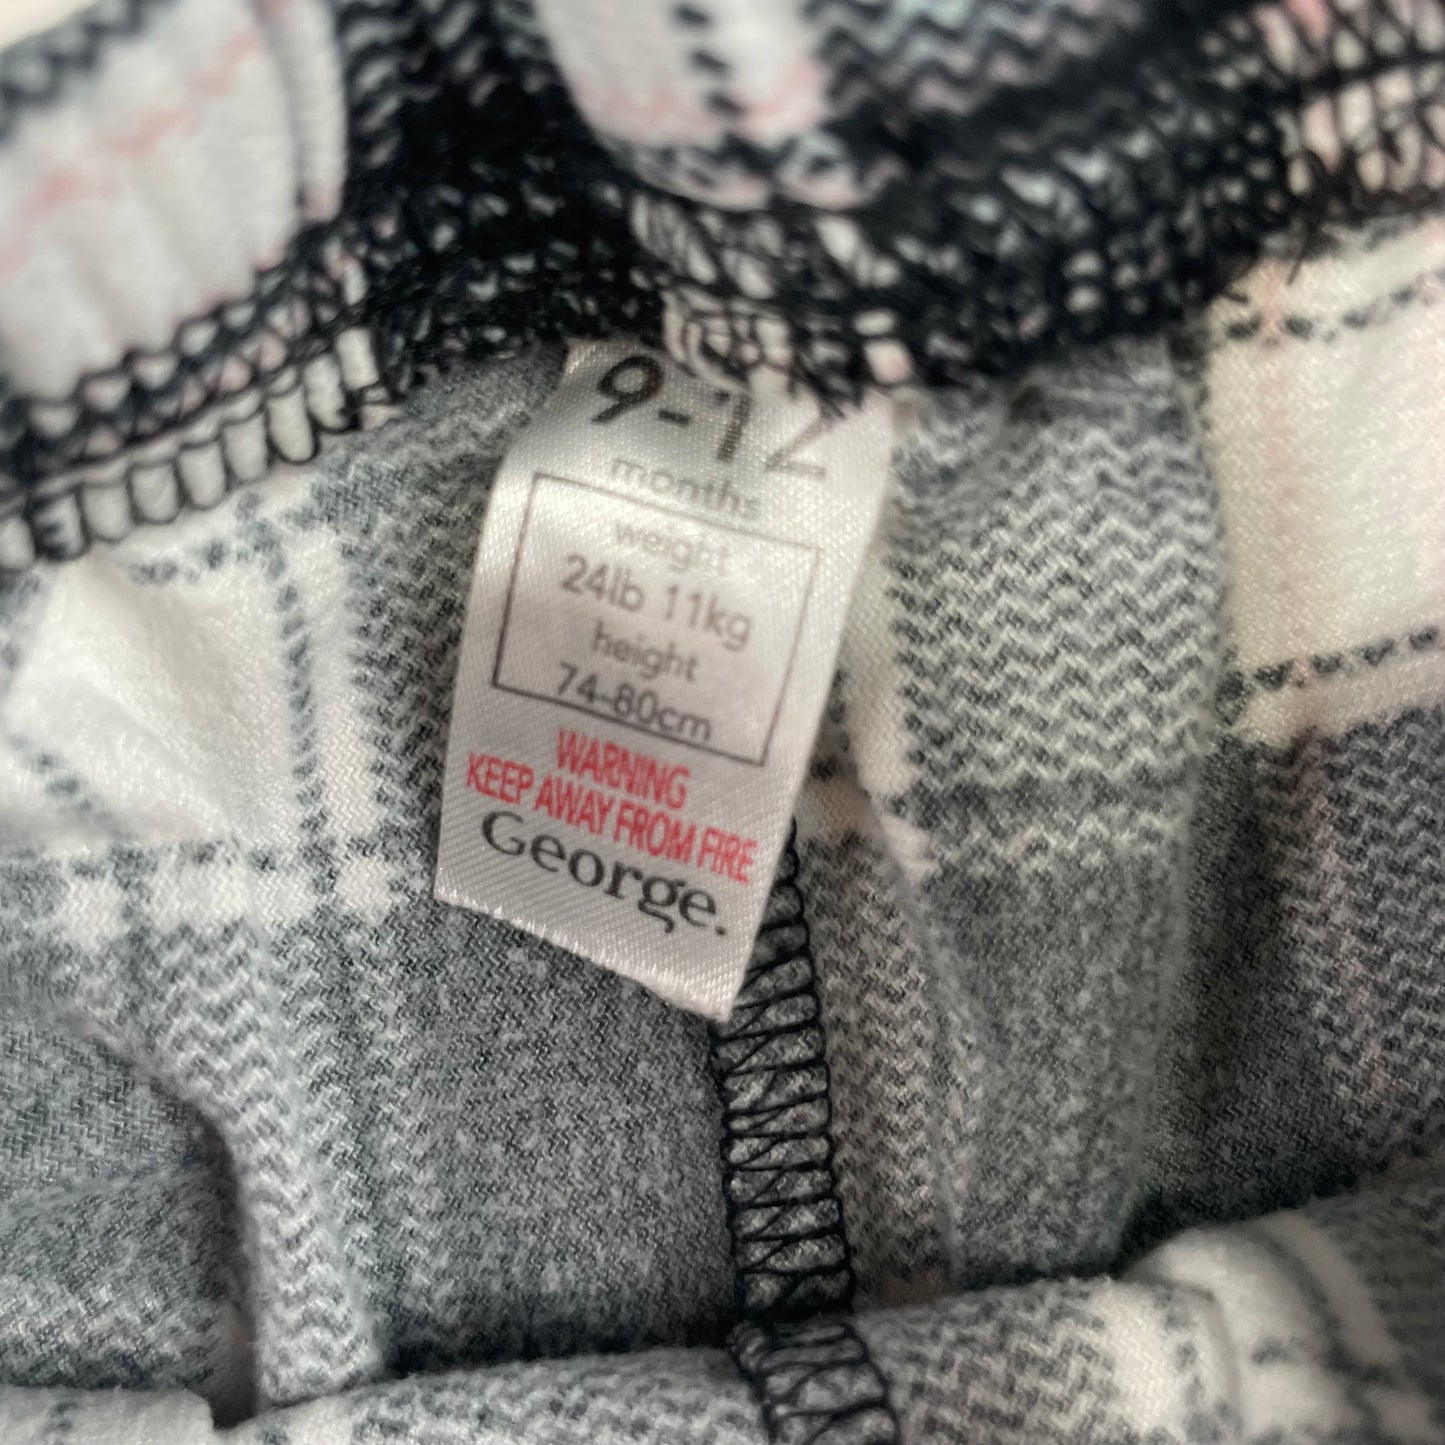 9-12
months
weight
24lb 11kg
height
74-80cm
WARNING
KEEP AWAY FROM FIRE
George.